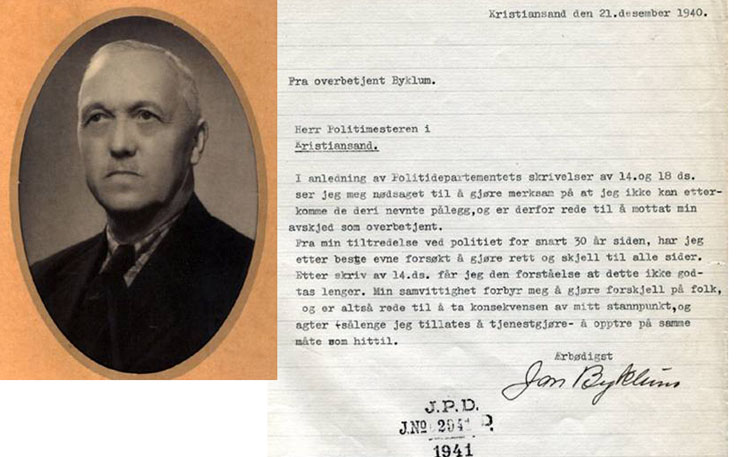 Kristiansand den 21.desember 1940.
Fra overbetjent Byklum.
Herr Politimesteren i
Kristiansand.
I anledning av Politidepartementets skrivelser av 14.og 18 ds.
ser jeg meg nødsaget til å gjøre merksam på at jeg ikke kan etter-
komme de deri nevnte pålegg,og er derfor rede til å mottat min
avskjed som overbetjent.
Fra min tiltredelse ved politiet for snart 30 år siden, har jeg
etter beste evne forsøkt å gjøre rett og skjell til alle sider.
Etter skriv av 14.ds. får jeg den forståelse at dette ikke god-
tas lenger. Min samvittighet forbyr meg å gjøre forskjell på folk,
og er altså rede til å ta konsekvensen av mitt stannpunkt,og
agter -sålenge jeg tillates å tjenestgjøre- å opptre på samme
måte som hittil.
Ærbødigst
Jon Byklum
J.P.D.
J.Nº 2941 D.
1941